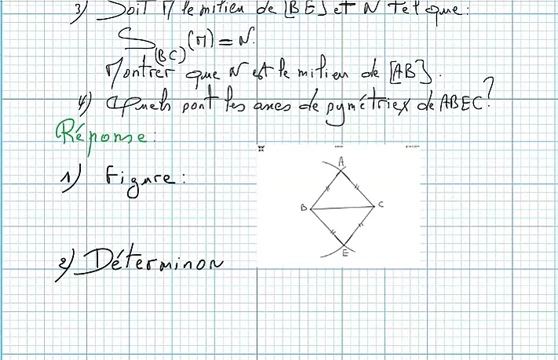 3) Soit M le milieu de [BE] et N tel que:
S(BC) (M) = N.
Montrer que N est le milieu de [AB].
4) Quels sont les axes de symétries de ABEC?
Réponse:
1) Figure:
A
B
C
E
2) Déterminon